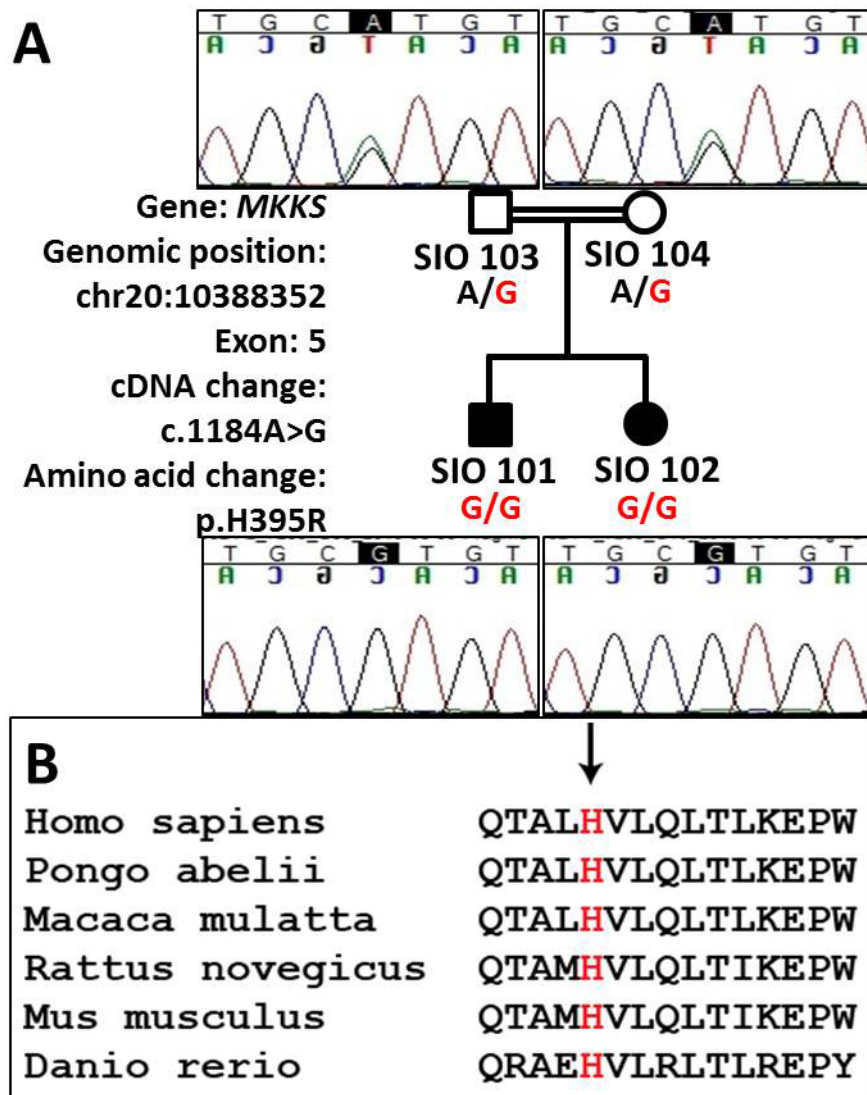 A
T G C A T G T
A C G T A C A
T G C A T G T
A C G T A C A
Gene: MKKS
Genomic position:
chr20:10388352
Exon: 5
cDNA change:
c.1184A>G
Amino acid change:
p.H395R
SIO 103
A/G
SIO 104
A/G
SIO 101
G/G
SIO 102
G/G
T G C G T G T
A C G C A C A
T G C G T G T
A C G C A C A
B
Homo sapiens QTALHVLQLTLKEPW
Pongo abelii QTALHVLQLTLKEPW
Macaca mulatta QTALHVLQLTLKEPW
Rattus novegicus QTAMHVLQLTIKEPW
Mus musculus QTAMHVLQLTIKEPW
Danio rerio QRAEHVLRLTLREPY